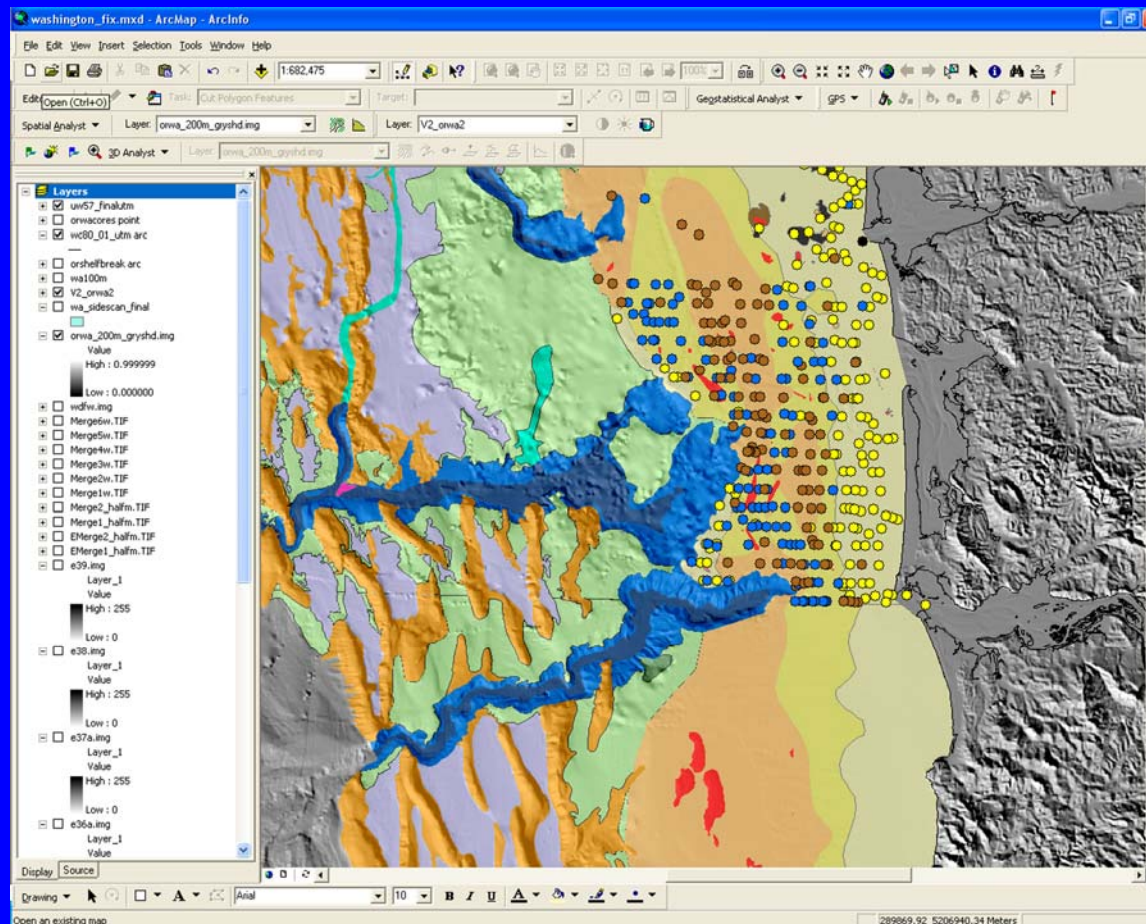 washington_fix.mxd - ArcMap - ArcInfo
File Edit View Insert Selection Tools Window Help
1:682,475 100%
Open (Ctrl+O) Task: Cut Polygon Features Target: Geostatistical Analyst GPS
Spatial Analyst Layer: orwa_200m_gryshd.img Layer: V2_orwa2
3D Analyst Layer: orwa_200m_gryshd.img
Layers
uw57_finalutm
orwacores point
wc80_01_utm arc
orshelfbreak arc
wa100m
V2_orwa2
wa_sidescan_final
orwa_200m_gryshd.img
Value
High : 0.999999
Low : 0.000000
wdfw.img
Merge6w.TIF
Merge5w.TIF
Merge4w.TIF
Merge3w.TIF
Merge2w.TIF
Merge1w.TIF
Merge2_halfm.TIF
Merge1_halfm.TIF
EMerge2_halfm.TIF
EMerge1_halfm.TIF
e39.img
Layer_1
Value
High : 255
Low : 0
e38.img
Layer_1
Value
High : 255
Low : 0
e37a.img
Layer_1
Value
High : 255
Low : 0
e36a.img
Layer_1
Value
Display Source
Drawing A Arial 10 B I U A
Open an existing map 289869.92 5206940.34 Meters